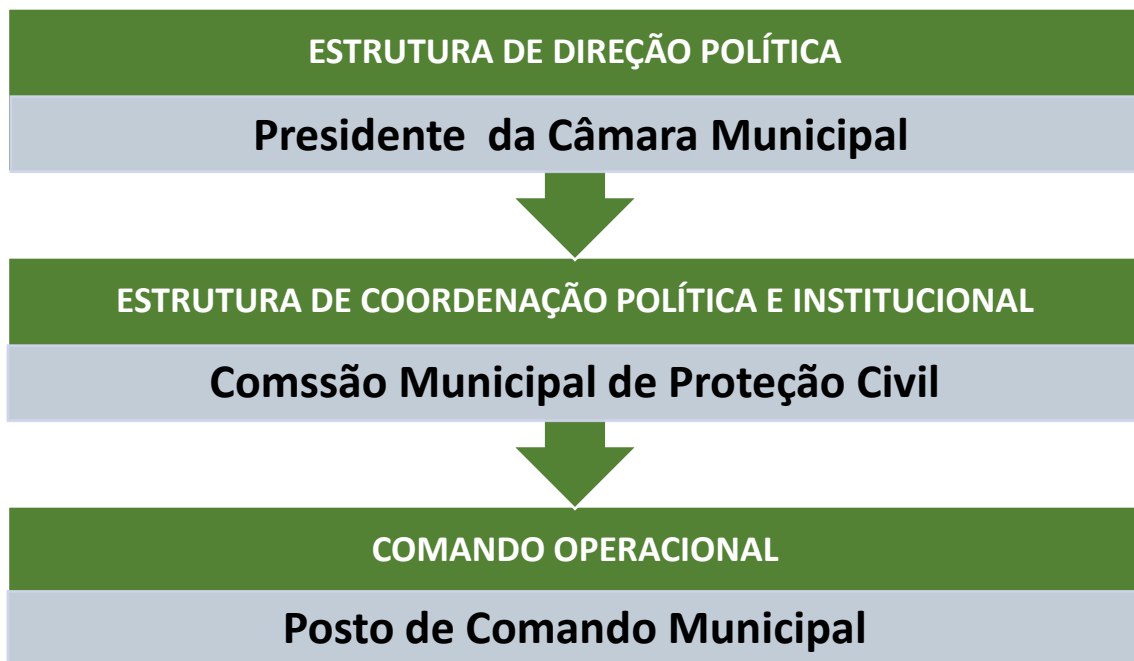 ESTRUTURA DE DIREÇÃO POLÍTICA
Presidente da Câmara Municipal
ESTRUTURA DE COORDENAÇÃO POLÍTICA E INSTITUCIONAL
Comssão Municipal de Proteção Civil
COMANDO OPERACIONAL
Posto de Comando Municipal